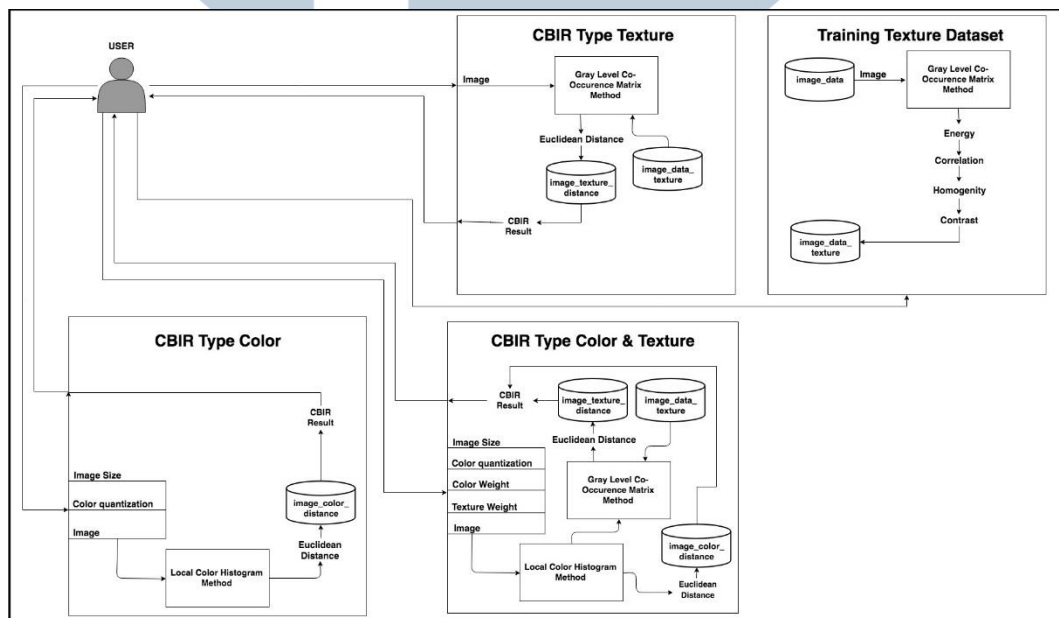 USER
CBIR Type Texture
Image
Gray Level Co-
Occurence Matrix
Method
Euclidean Distance
image_data_
texture
image_texture_
distance
CBIR
Result
Training Texture Dataset
image_data
Image
Gray Level Co-
Occurence Matrix
Method
Energy
Correlation
Homogenity
Contrast
image_data_
texture
CBIR Type Color
CBIR
Result
Image Size
Color quantization
Image
image_color_
distance
Euclidean
Distance
Local Color Histogram
Method
CBIR Type Color & Texture
CBIR
Result
image_texture_
distance
image_data_
texture
Euclidean Distance
Image Size
Color quantization
Color Weight
Texture Weight
Image
Gray Level Co-
Occurence Matrix
Method
image_color_
distance
Local Color Histogram
Method
Euclidean
Distance